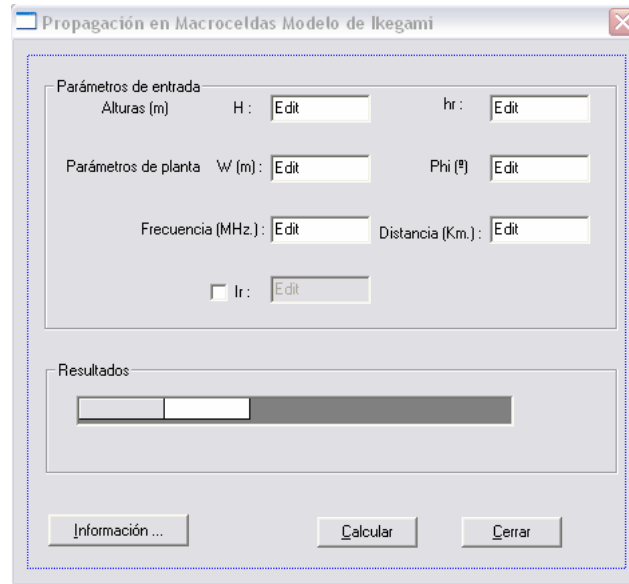 Propagación en Macroceldas Modelo de Ikegami
Parámetros de entrada
Alturas (m) H : Edit hr : Edit
Parámetros de planta W (m) : Edit Phi (º) Edit
Frecuencia (MHz.) : Edit Distancia (Km.) : Edit
lr : Edit
Resultados
Información ... Calcular Cerrar